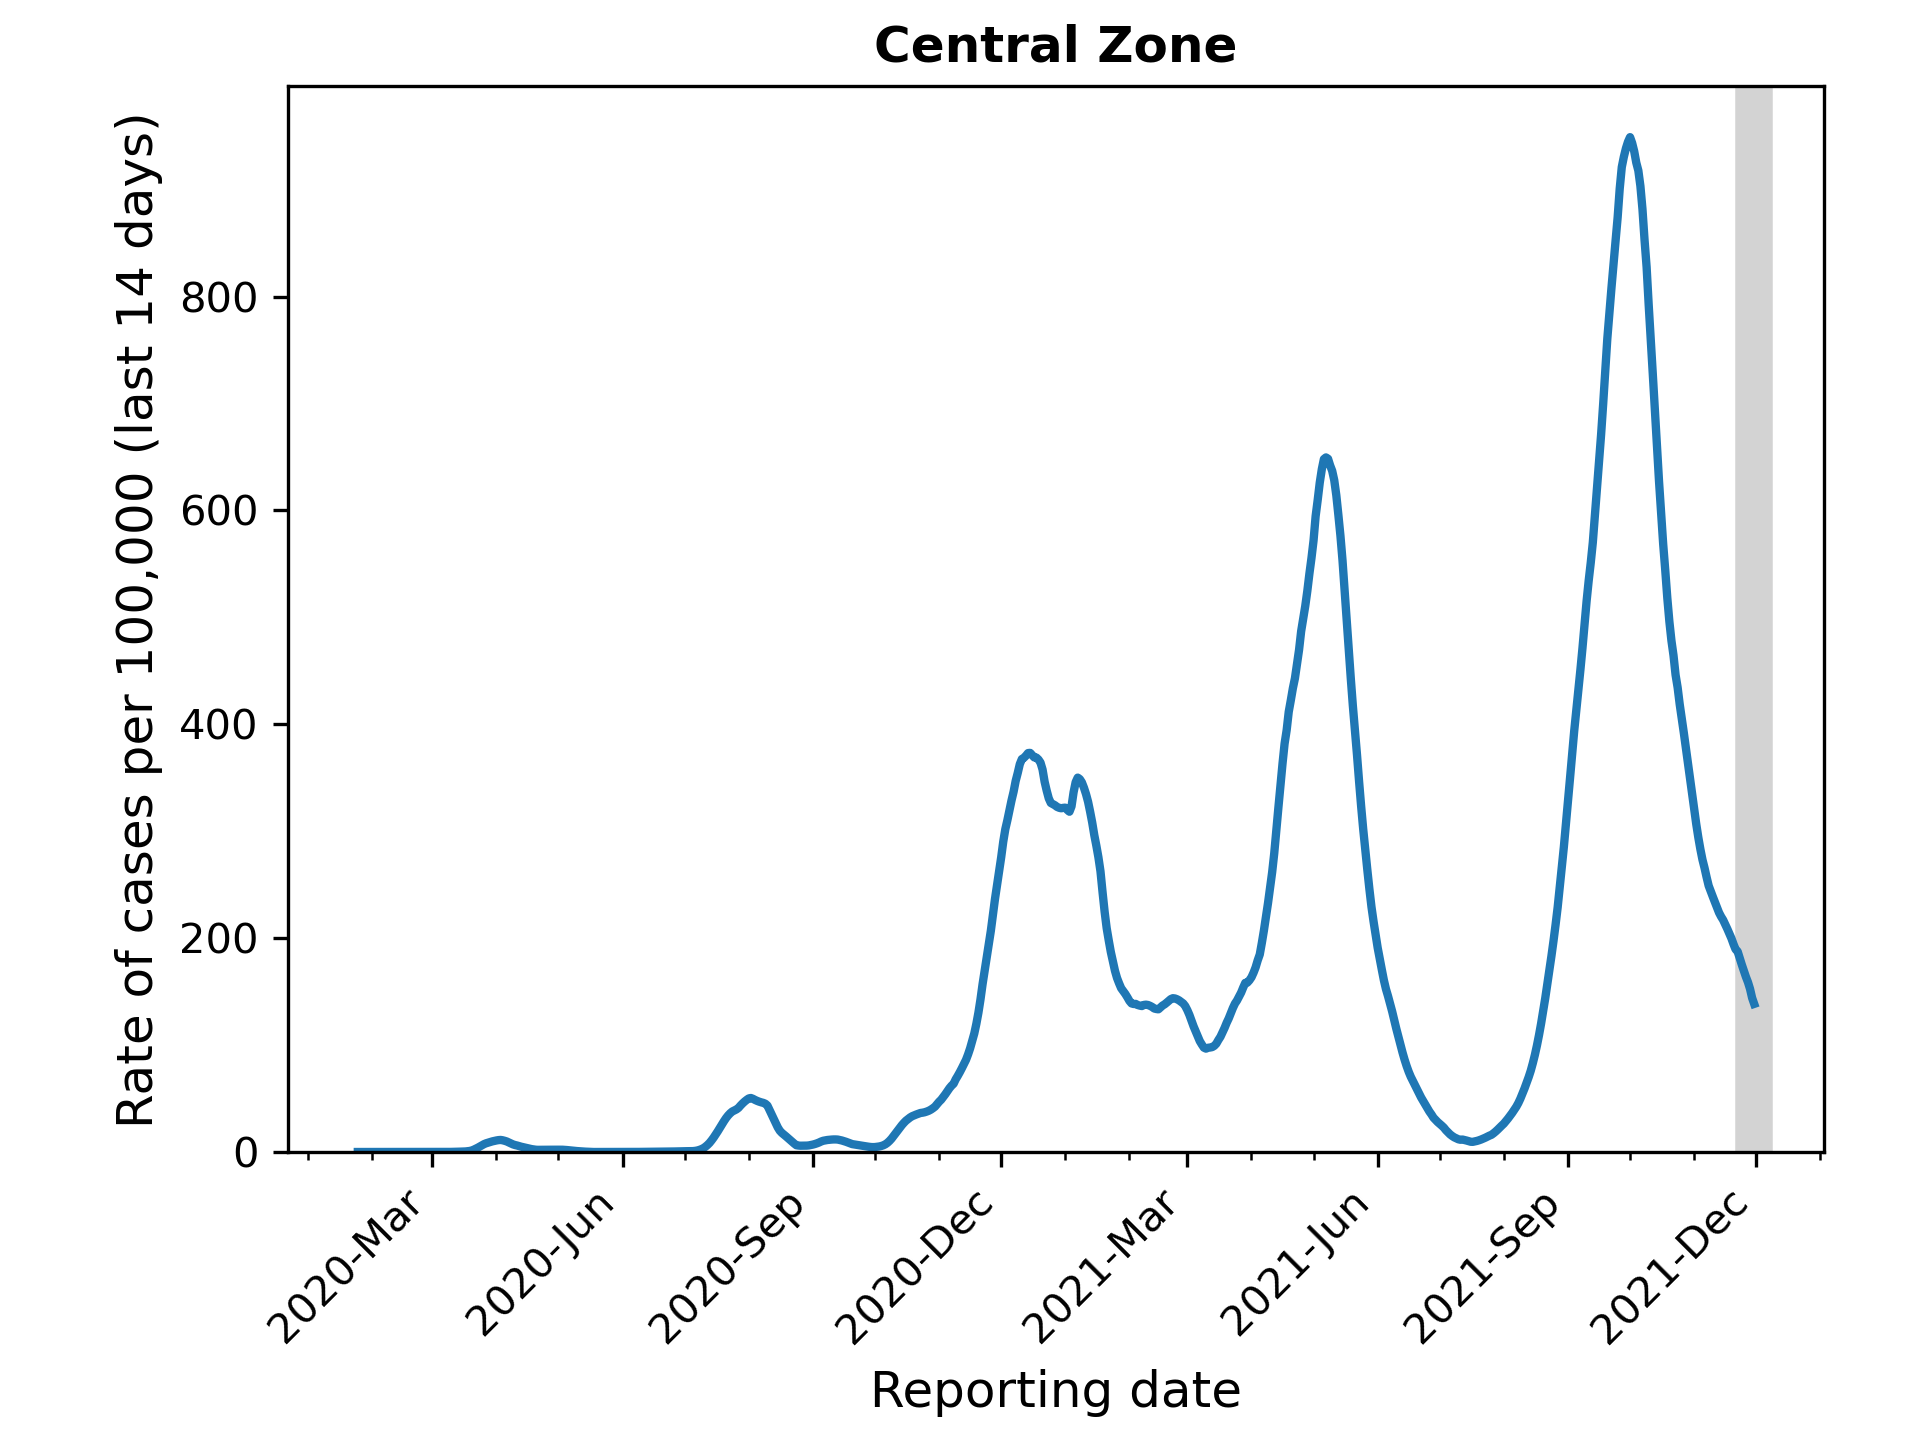 Central Zone
Rate of cases per 100,000 (last 14 days)
800
600
400
200
0
2020-Mar
2020-Jun
2020-Sep
2020-Dec
2021-Mar
2021-Jun
2021-Sep
2021-Dec
Reporting date